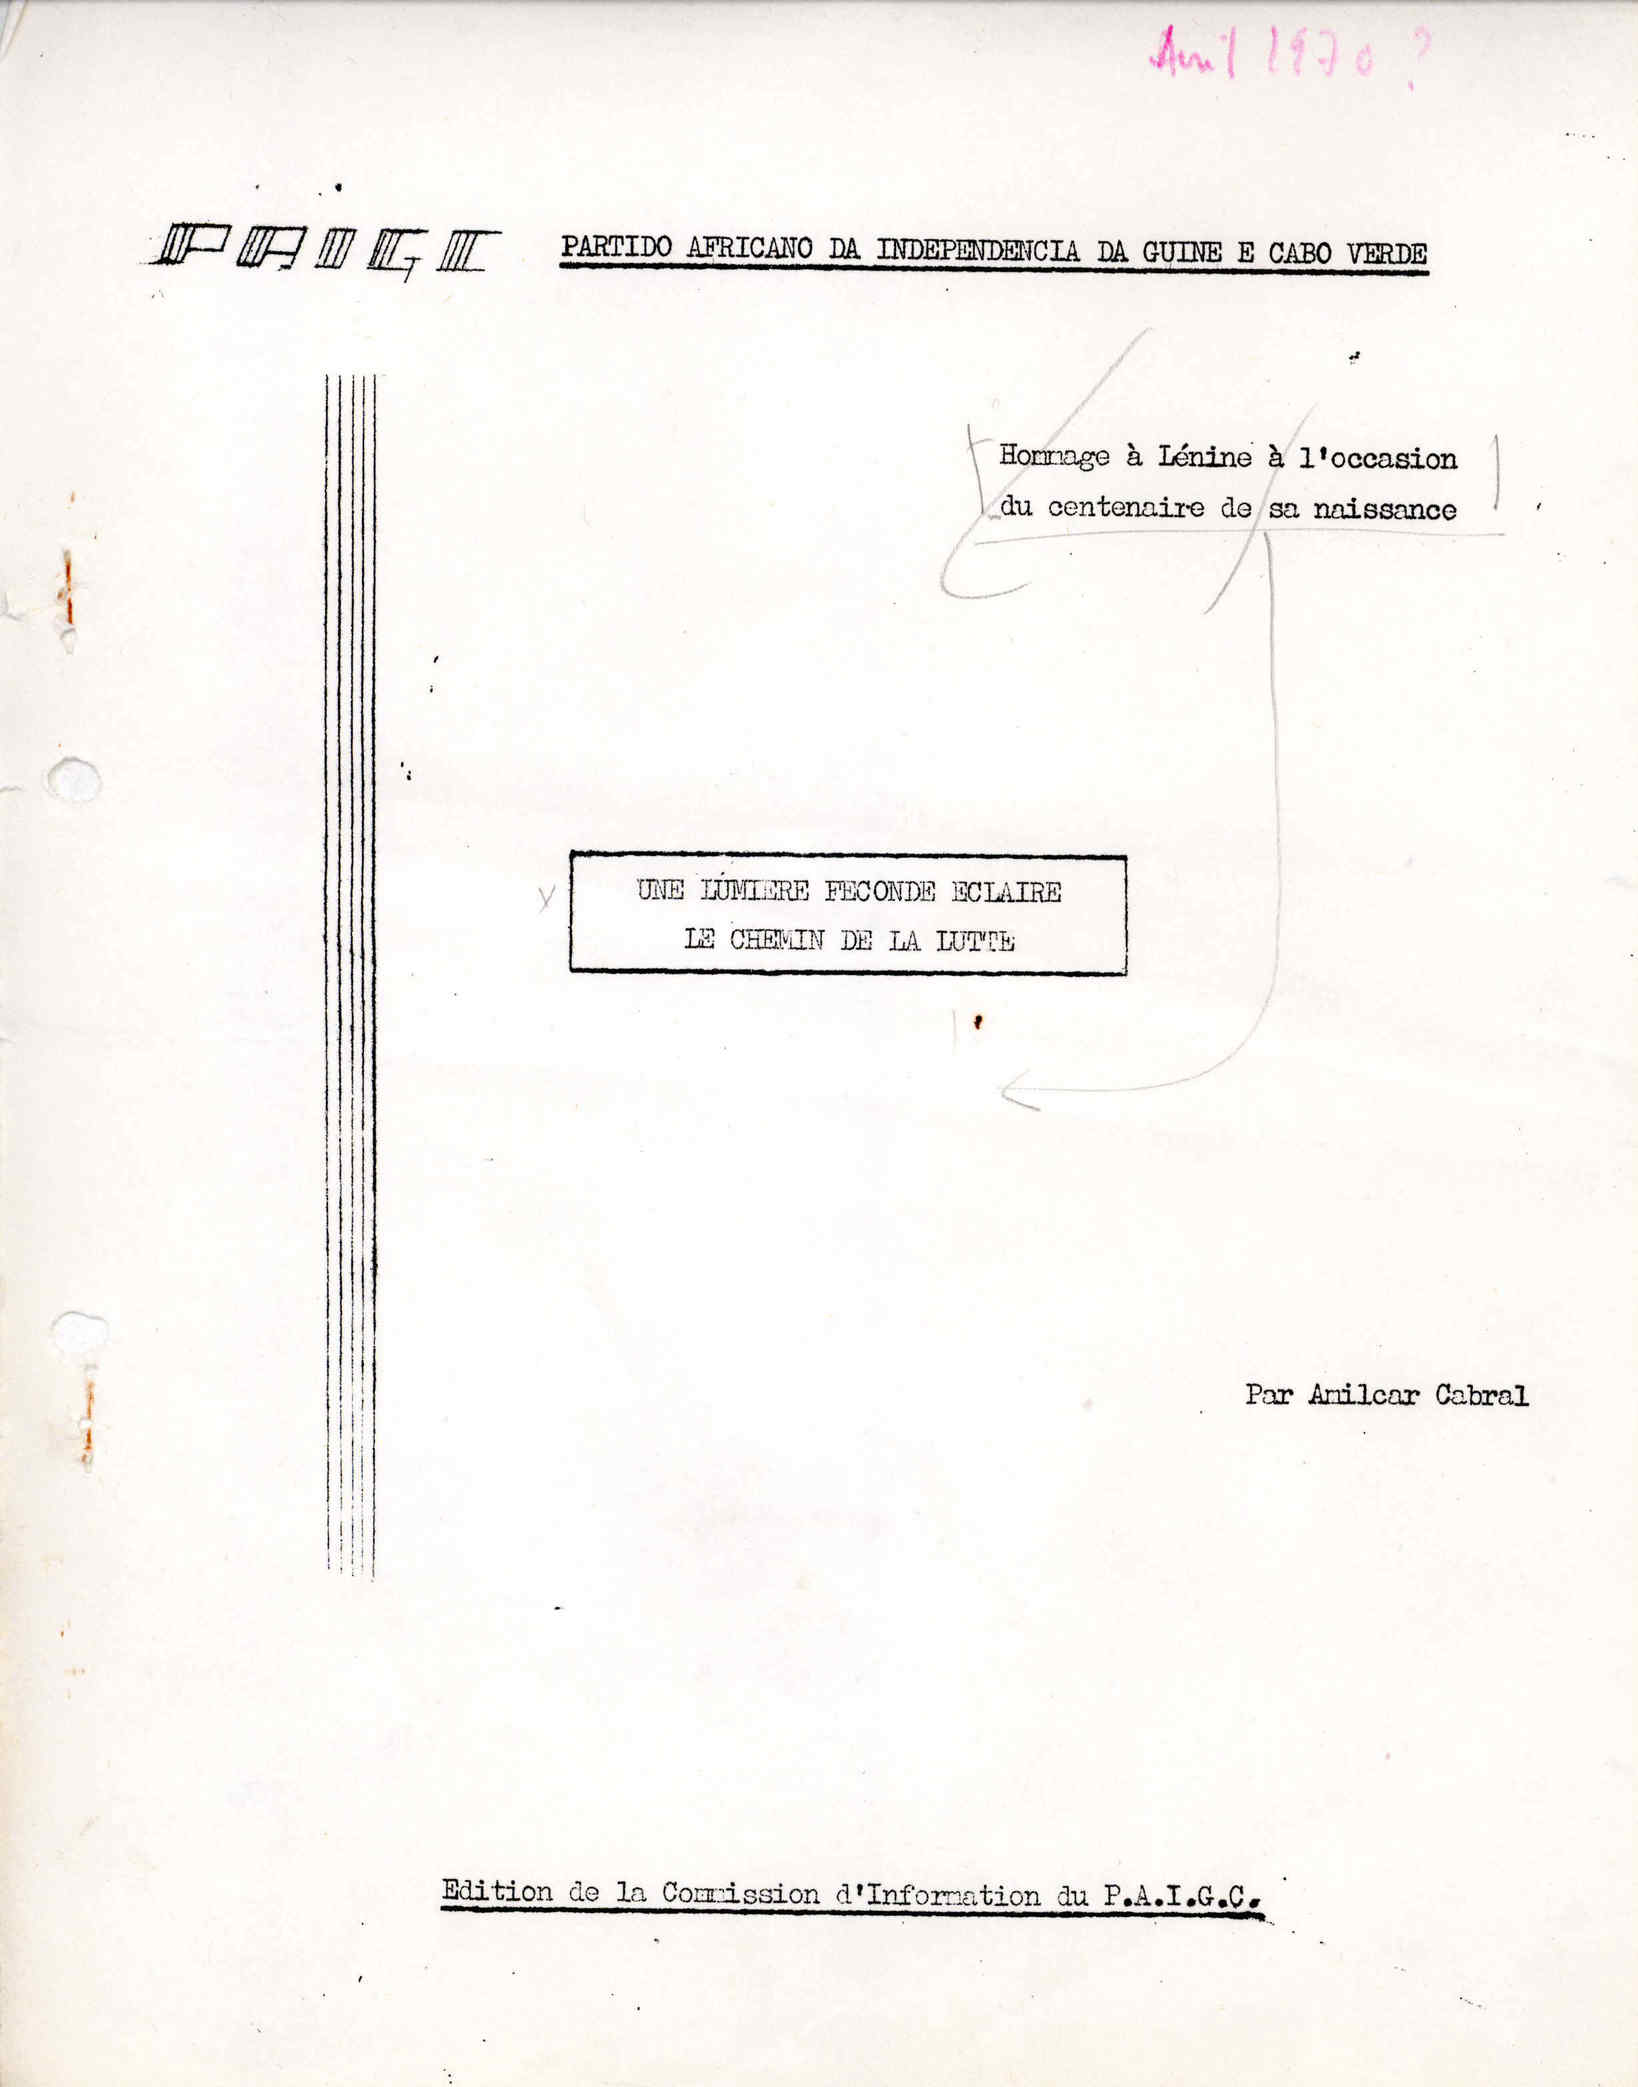 Avril 1970 ?
PAIGC PARTIDO AFRICANO DA INDEPENDENCIA DA GUINE E CABO VERDE
Hommage à Lénine à l'occasion
du centenaire de sa naissance
UNE LUMIERE FECONDE ECLAIRE
LE CHEMIN DE LA LUTTE
Par Amilcar Cabral
Edition de la Commission d'Information du P.A.I.G.C.